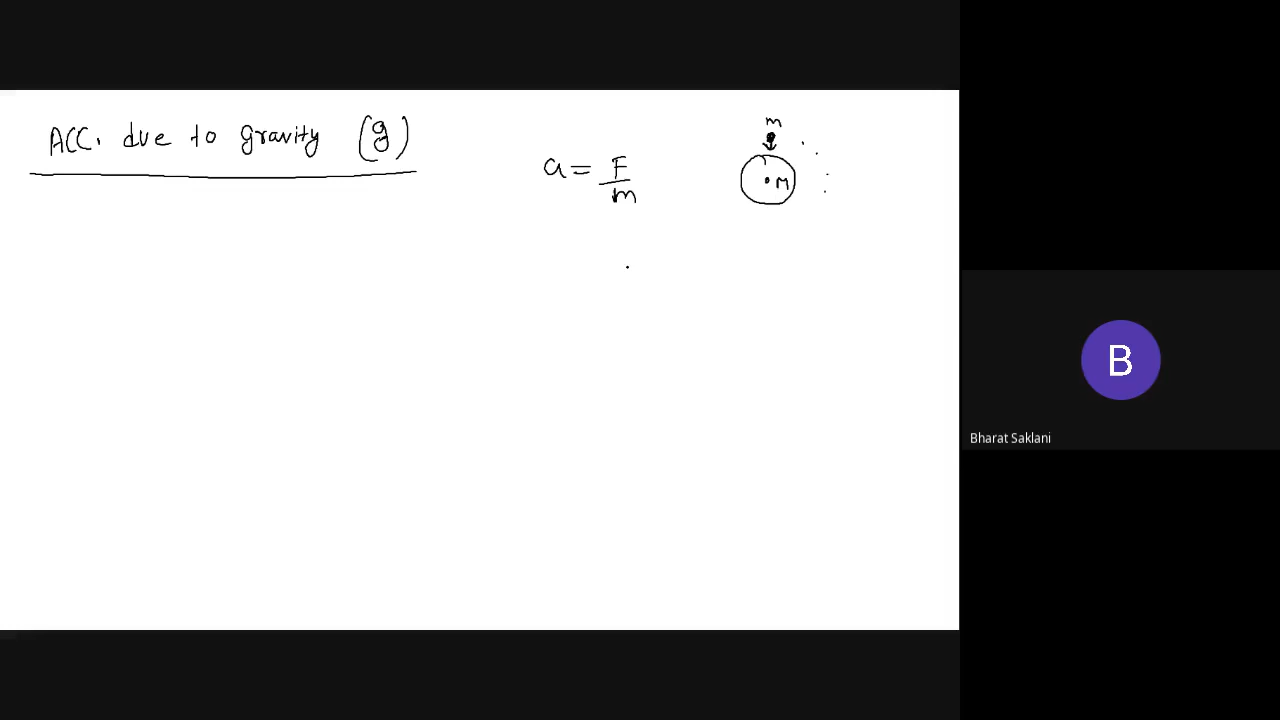 ACC. due to gravity (g)
a = F/m
m
M
B
Bharat Saklani